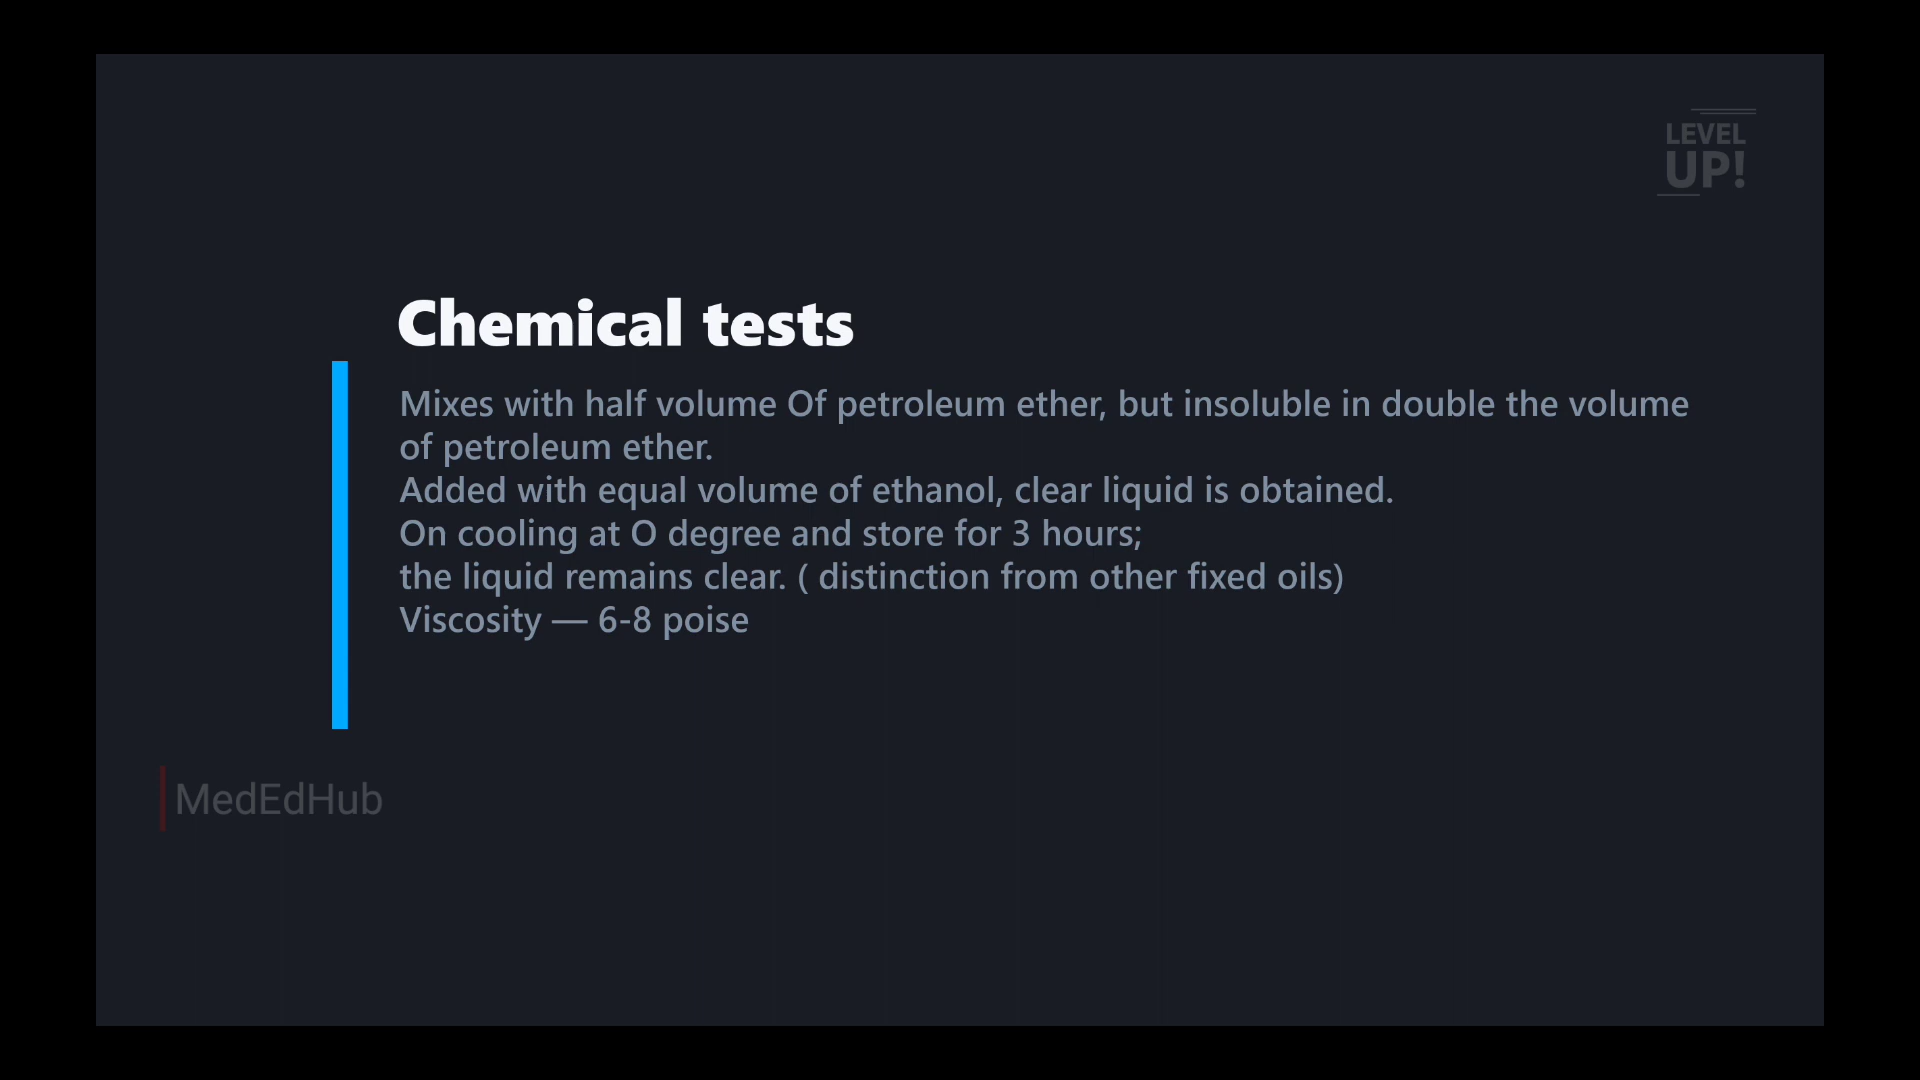 LEVEL
UP!
Chemical tests
Mixes with half volume Of petroleum ether, but insoluble in double the volume
of petroleum ether.
Added with equal volume of ethanol, clear liquid is obtained.
On cooling at O degree and store for 3 hours;
the liquid remains clear. ( distinction from other fixed oils)
Viscosity — 6-8 poise
MedEdHub